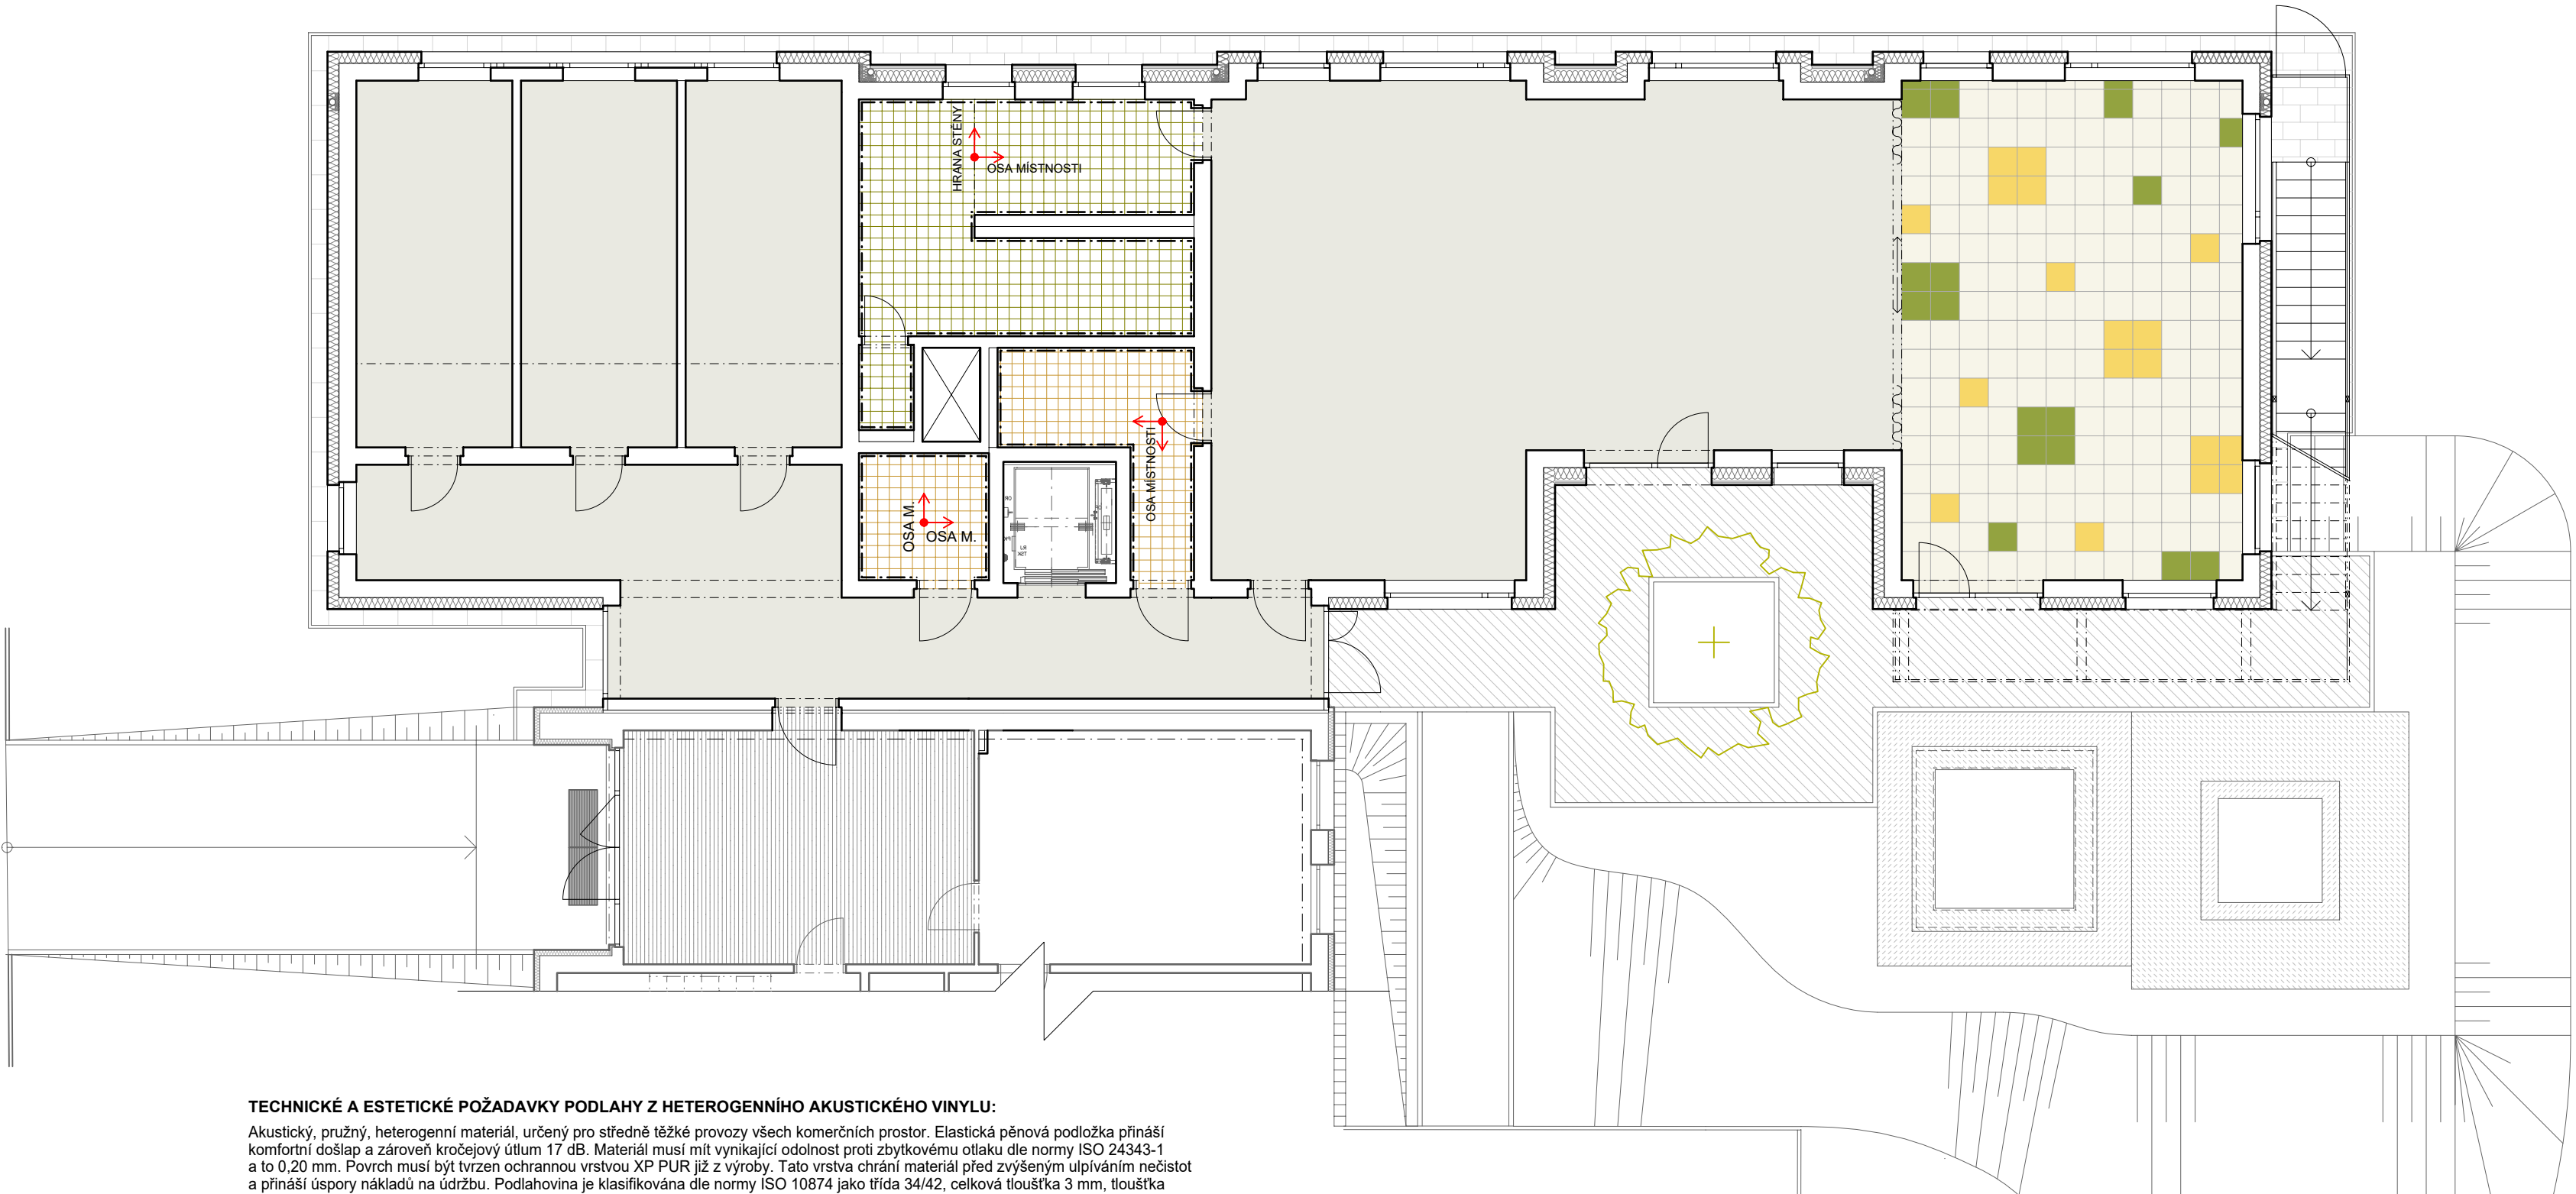 HRANA STĚNY
OSA MÍSTNOSTI
OSA MÍSTNOSTI
OSA M.
OSA M.
TECHNICKÉ A ESTETICKÉ POŽADAVKY PODLAHY Z HETEROGENNÍHO AKUSTICKÉHO VINYLU:
Akustický, pružný, heterogenní materiál, určený pro středně těžké provozy všech komerčních prostor. Elastická pěnová podložka přináší
komfortní došlap a zároveň kročejový útlum 17 dB. Materiál musí mít vynikající odolnost proti zbytkovému otlaku dle normy ISO 24343-1
a to 0,20 mm. Povrch musí být tvrzen ochrannou vrstvou XP PUR již z výroby. Tato vrstva chrání materiál před zvýšeným ulpíváním nečistot
a přináší úspory nákladů na údržbu. Podlahovina je klasifikována dle normy ISO 10874 jako třída 34/42, celková tloušťka 3 mm, tloušťka